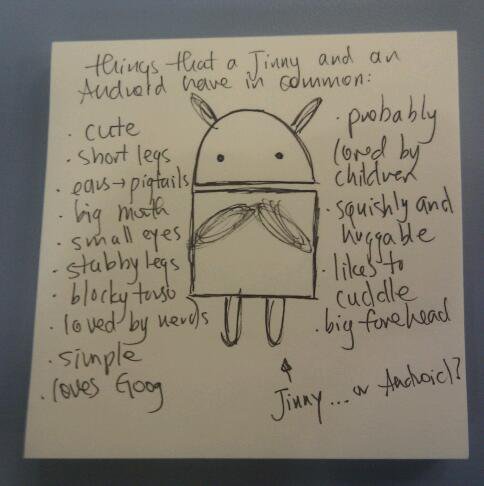 things that a Jinny and an
Android have in common:
· cute
· short legs
· ears → pigtails
· big mouth
· small eyes
· stubby legs
· blocky torso
· loved by nerds
· simple
· loves Goog
· probably
loved by
children
· squishly and
huggable
· likes to
cuddle
· big forehead
Jinny... or Android?